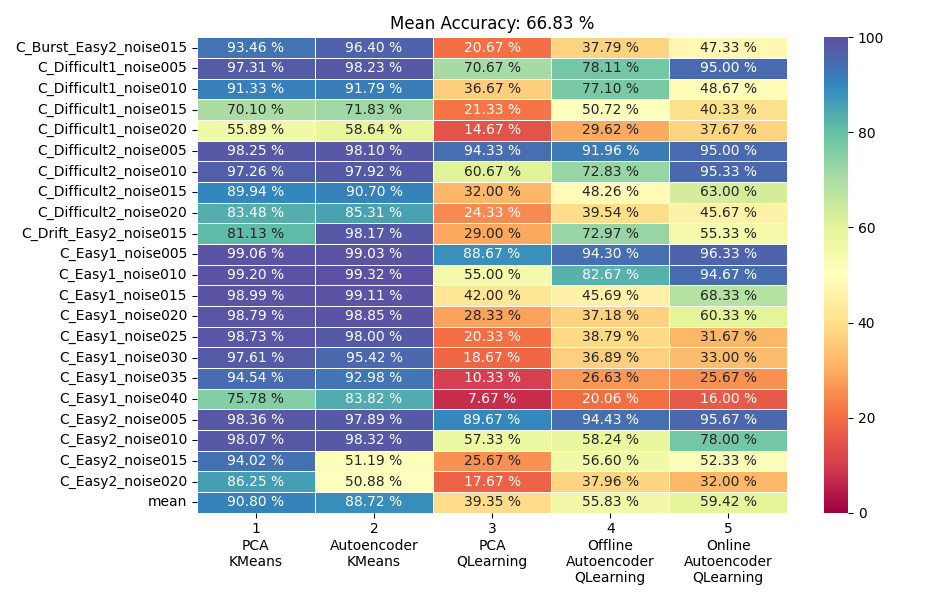 Mean Accuracy: 66.83 %
C_Burst_Easy2_noise015 93.46 % 96.40 % 20.67 % 37.79 % 47.33 % 100
C_Difficult1_noise005 97.31 % 98.23 % 70.67 % 78.11 % 95.00 %
C_Difficult1_noise010 91.33 % 91.79 % 36.67 % 77.10 % 48.67 %
C_Difficult1_noise015 70.10 % 71.83 % 21.33 % 50.72 % 40.33 %
C_Difficult1_noise020 55.89 % 58.64 % 14.67 % 29.62 % 37.67 % 80
C_Difficult2_noise005 98.25 % 98.10 % 94.33 % 91.96 % 95.00 %
C_Difficult2_noise010 97.26 % 97.92 % 60.67 % 72.83 % 95.33 %
C_Difficult2_noise015 89.94 % 90.70 % 32.00 % 48.26 % 63.00 %
C_Difficult2_noise020 83.48 % 85.31 % 24.33 % 39.54 % 45.67 %
C_Drift_Easy2_noise015 81.13 % 98.17 % 29.00 % 72.97 % 55.33 % 60
C_Easy1_noise005 99.06 % 99.03 % 88.67 % 94.30 % 96.33 %
C_Easy1_noise010 99.20 % 99.32 % 55.00 % 82.67 % 94.67 %
C_Easy1_noise015 98.99 % 99.11 % 42.00 % 45.69 % 68.33 %
C_Easy1_noise020 98.79 % 98.85 % 28.33 % 37.18 % 60.33 % 40
C_Easy1_noise025 98.73 % 98.00 % 20.33 % 38.79 % 31.67 %
C_Easy1_noise030 97.61 % 95.42 % 18.67 % 36.89 % 33.00 %
C_Easy1_noise035 94.54 % 92.98 % 10.33 % 26.63 % 25.67 %
C_Easy1_noise040 75.78 % 83.82 % 7.67 % 20.06 % 16.00 %
C_Easy2_noise005 98.36 % 97.89 % 89.67 % 94.43 % 95.67 % 20
C_Easy2_noise010 98.07 % 98.32 % 57.33 % 58.24 % 78.00 %
C_Easy2_noise015 94.02 % 51.19 % 25.67 % 56.60 % 52.33 %
C_Easy2_noise020 86.25 % 50.88 % 17.67 % 37.96 % 32.00 %
mean 90.80 % 88.72 % 39.35 % 55.83 % 59.42 % 0
1 2 3 4 5
PCA Autoencoder PCA Offline Online
KMeans KMeans QLearning Autoencoder Autoencoder
QLearning QLearning